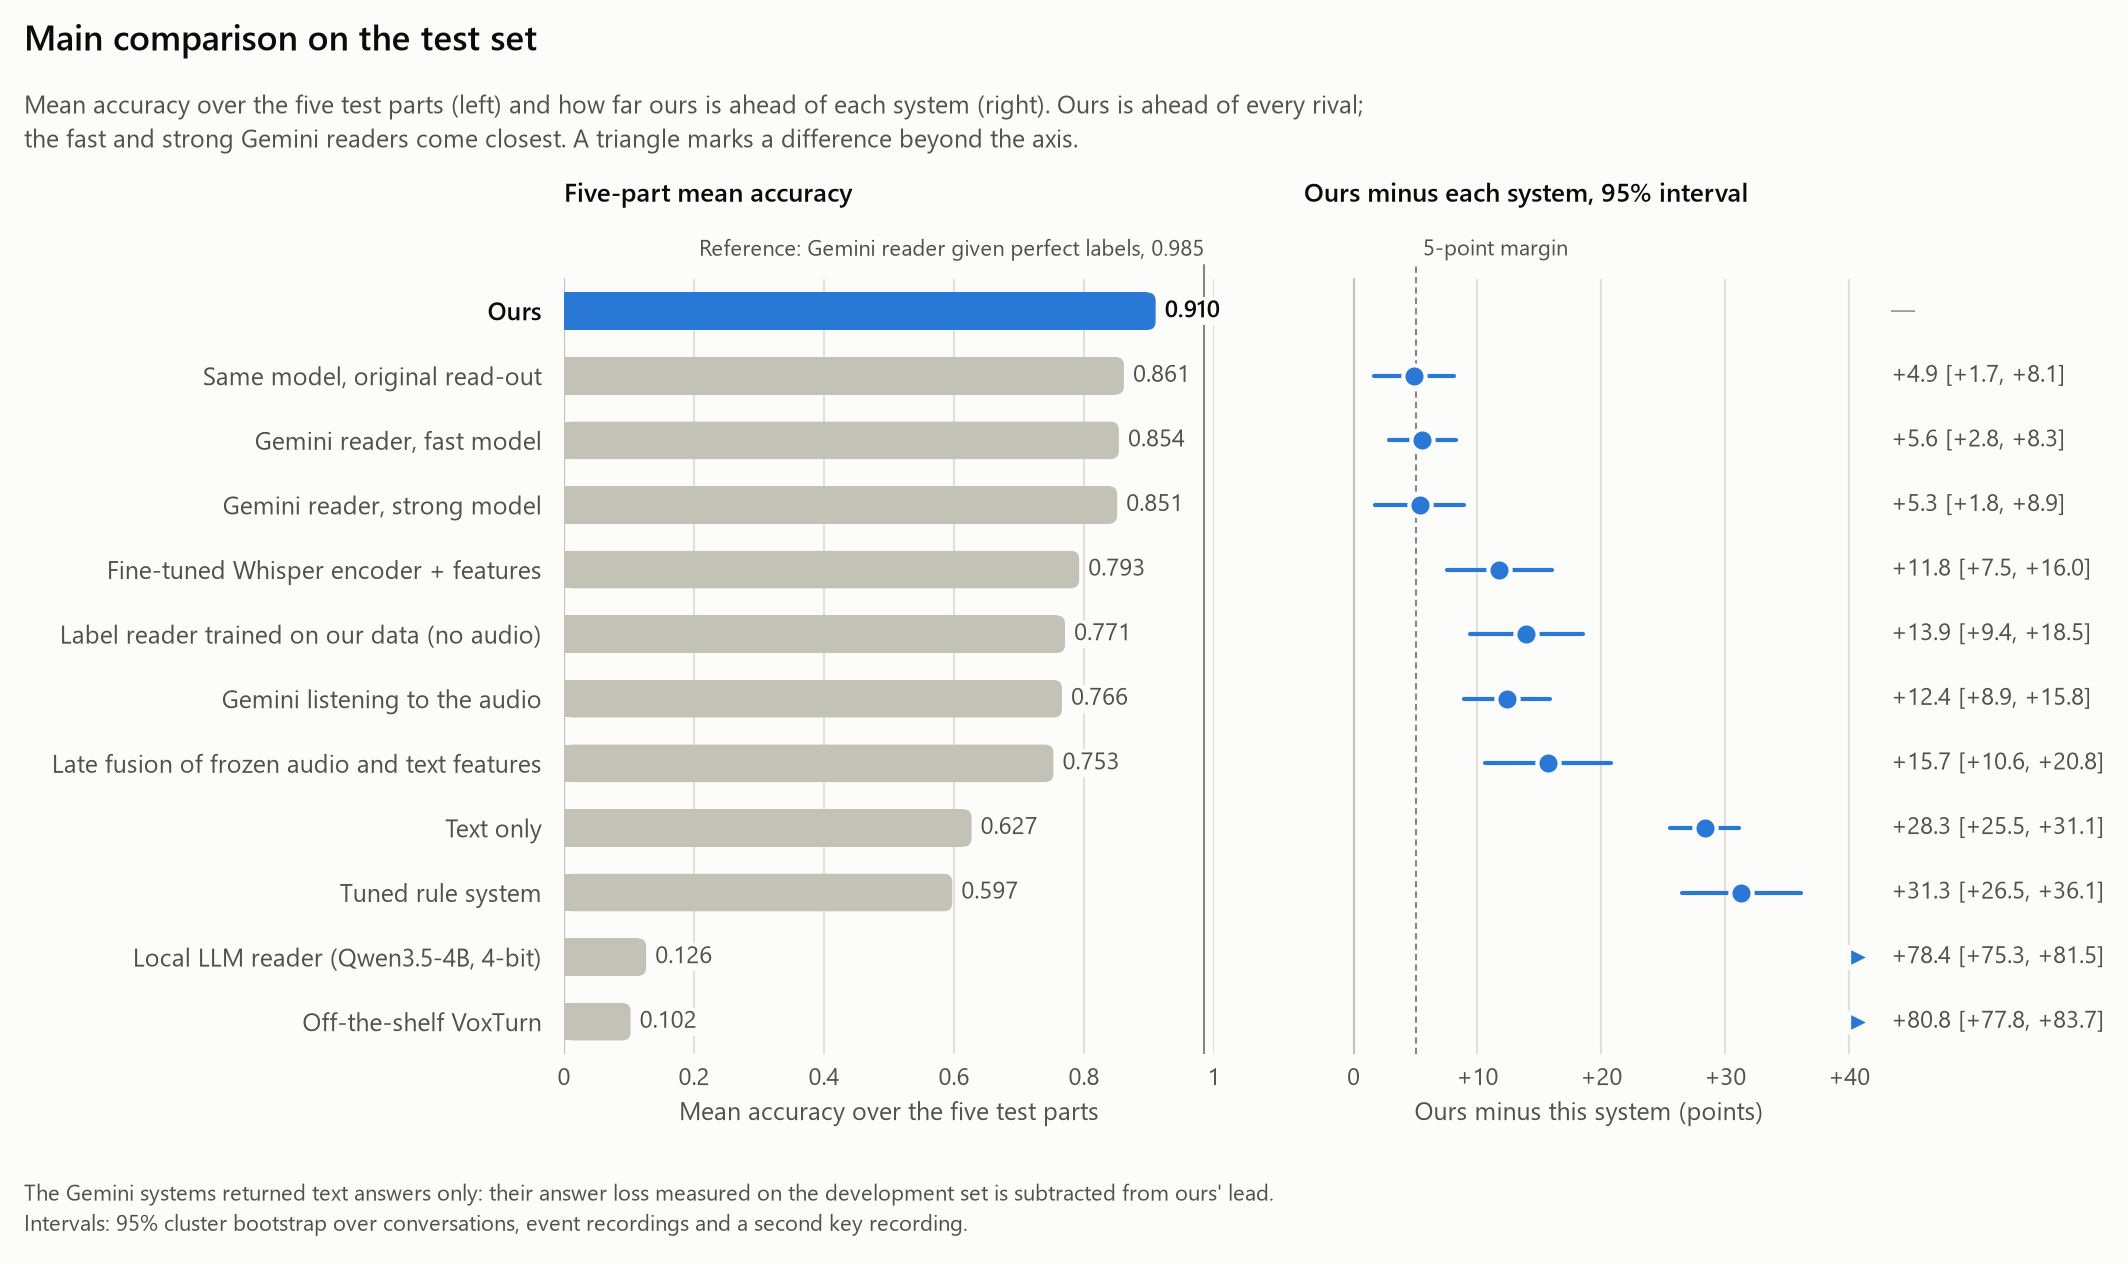 Main comparison on the test set
Mean accuracy over the five test parts (left) and how far ours is ahead of each system (right). Ours is ahead of every rival;
the fast and strong Gemini readers come closest. A triangle marks a difference beyond the axis.
Five-part mean accuracy
Ours minus each system, 95% interval
Reference: Gemini reader given perfect labels, 0.985
5-point margin
Ours 0.910 —
Same model, original read-out 0.861 +4.9 [+1.7, +8.1]
Gemini reader, fast model 0.854 +5.6 [+2.8, +8.3]
Gemini reader, strong model 0.851 +5.3 [+1.8, +8.9]
Fine-tuned Whisper encoder + features 0.793 +11.8 [+7.5, +16.0]
Label reader trained on our data (no audio) 0.771 +13.9 [+9.4, +18.5]
Gemini listening to the audio 0.766 +12.4 [+8.9, +15.8]
Late fusion of frozen audio and text features 0.753 +15.7 [+10.6, +20.8]
Text only 0.627 +28.3 [+25.5, +31.1]
Tuned rule system 0.597 +31.3 [+26.5, +36.1]
Local LLM reader (Qwen3.5-4B, 4-bit) 0.126 +78.4 [+75.3, +81.5]
Off-the-shelf VoxTurn 0.102 +80.8 [+77.8, +83.7]
0 0.2 0.4 0.6 0.8 1
0 +10 +20 +30 +40
Mean accuracy over the five test parts
Ours minus this system (points)
The Gemini systems returned text answers only: their answer loss measured on the development set is subtracted from ours' lead.
Intervals: 95% cluster bootstrap over conversations, event recordings and a second key recording.